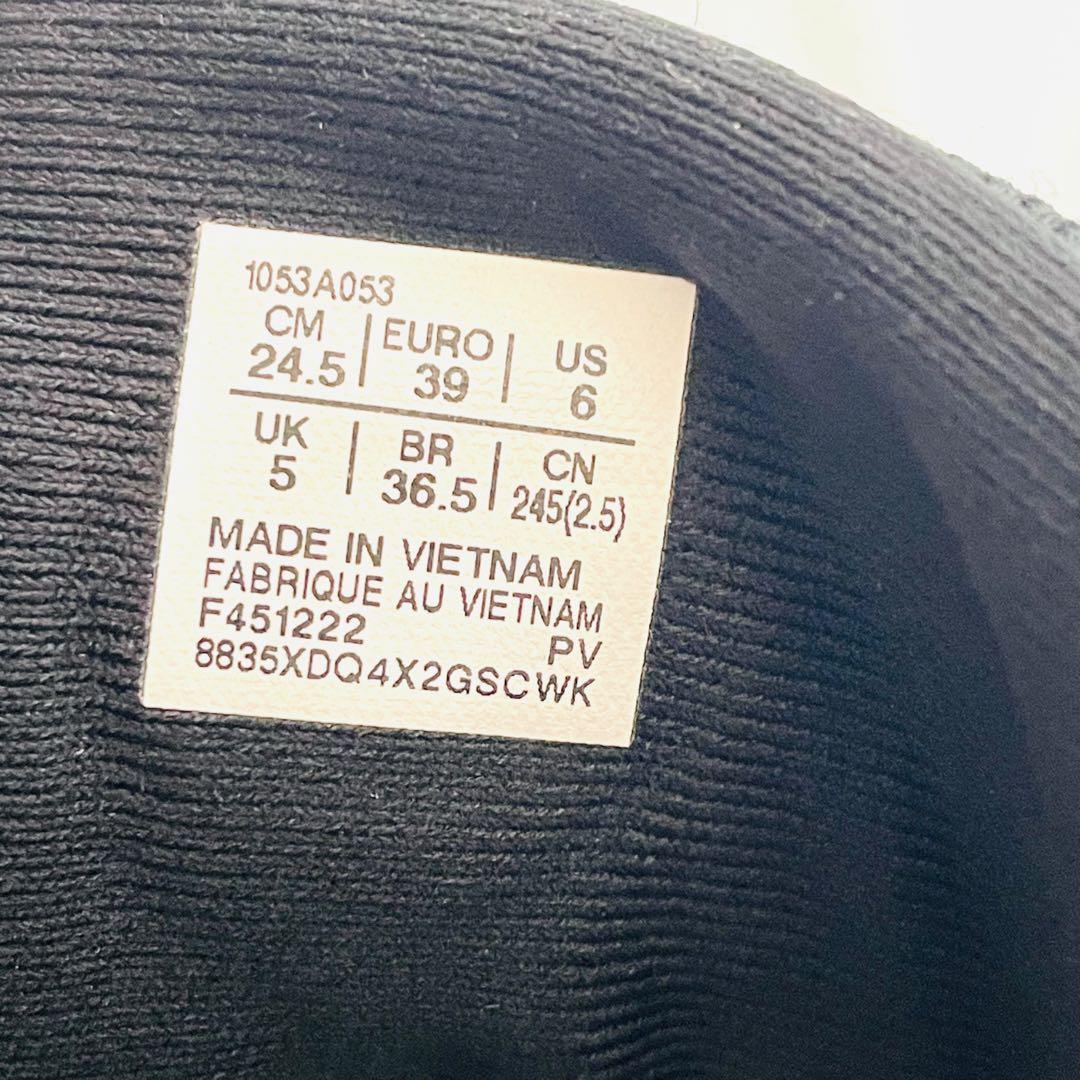 1053A053
CM | EURO | US
24.5 | 39 | 6
UK | BR | CN
5 | 36.5 | 245(2.5)
MADE IN VIETNAM
FABRIQUE AU VIETNAM
F451222 PV
8835XDQ4X2GSCWK